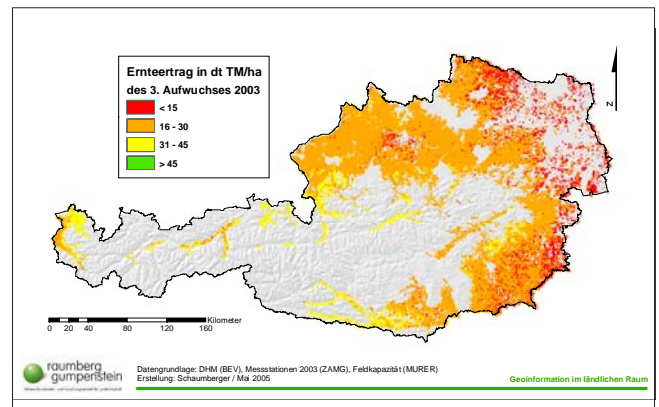 Ernteertrag in dt TM/ha
des 3. Aufwuchses 2003
< 15
16 - 30
31 - 45
> 45
N
Kilometer
0 20 40 80 120 160
raumberg
gumpenstein
Datengrundlage: DHM (BEV), Messstationen 2003 (ZAMG), Feldkapazität (MURER)
Erstellung: Schaumberger / Mai 2005
Geoinformation im ländlichen Raum